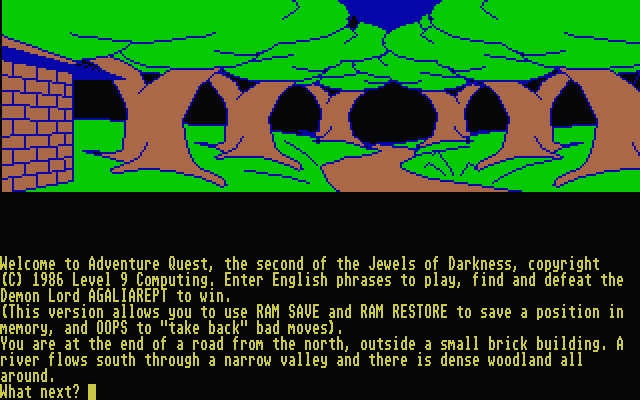 Welcome to Adventure Quest, the second of the Jewels of Darkness, copyright
(C) 1986 Level 9 Computing. Enter English phrases to play, find and defeat the
Demon Lord AGALIAREPT to win.
(This version allows you to use RAM SAVE and RAM RESTORE to save a position in
memory, and OOPS to "take back" bad moves).
You are at the end of a road from the north, outside a small brick building. A
river flows south through a narrow valley and there is dense woodland all
around.
What next?